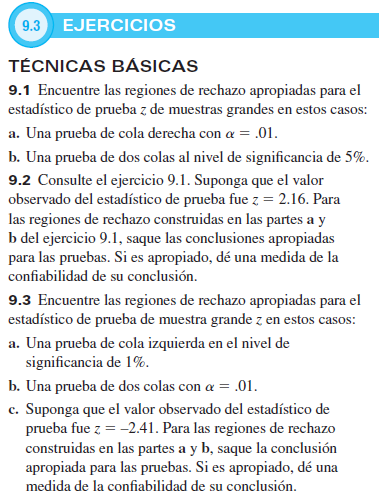 9.3 EJERCICIOS
TÉCNICAS BÁSICAS
9.1 Encuentre las regiones de rechazo apropiadas para el
estadístico de prueba z de muestras grandes en estos casos:
a. Una prueba de cola derecha con α = .01.
b. Una prueba de dos colas al nivel de significancia de 5%.
9.2 Consulte el ejercicio 9.1. Suponga que el valor
observado del estadístico de prueba fue z = 2.16. Para
las regiones de rechazo construidas en las partes a y
b del ejercicio 9.1, saque las conclusiones apropiadas
para las pruebas. Si es apropiado, dé una medida de la
confiabilidad de su conclusión.
9.3 Encuentre las regiones de rechazo apropiadas para el
estadístico de prueba de muestra grande z en estos casos:
a. Una prueba de cola izquierda en el nivel de
significancia de 1%.
b. Una prueba de dos colas con α = .01.
c. Suponga que el valor observado del estadístico de
prueba fue z = –2.41. Para las regiones de rechazo
construidas en las partes a y b, saque la conclusión
apropiada para las pruebas. Si es apropiado, dé una
medida de la confiabilidad de su conclusión.